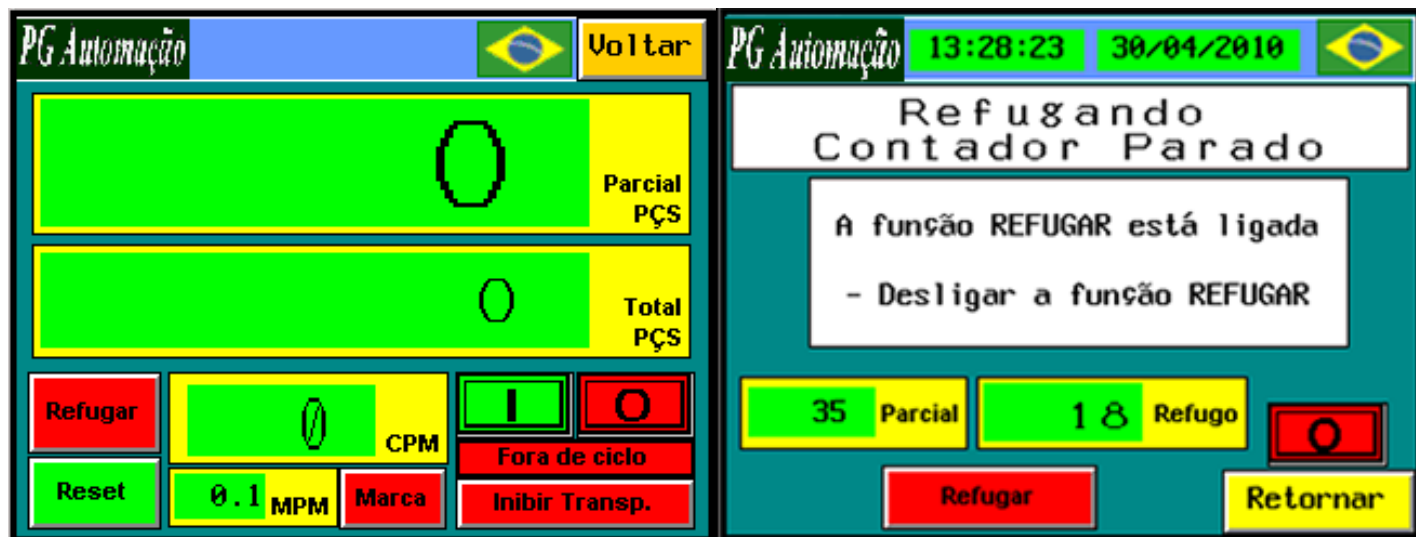 PG Automação
Voltar
0
Parcial
PÇS
0
Total
PÇS
Refugar
0
CPM
I
O
Fora de ciclo
Reset
0.1 MPM
Marca
Inibir Transp.
PG Automação
13:28:23
30/04/2010
Refugando
Contador Parado
A função REFUGAR está ligada
- Desligar a função REFUGAR
35 Parcial
18 Refugo
O
Refugar
Retornar